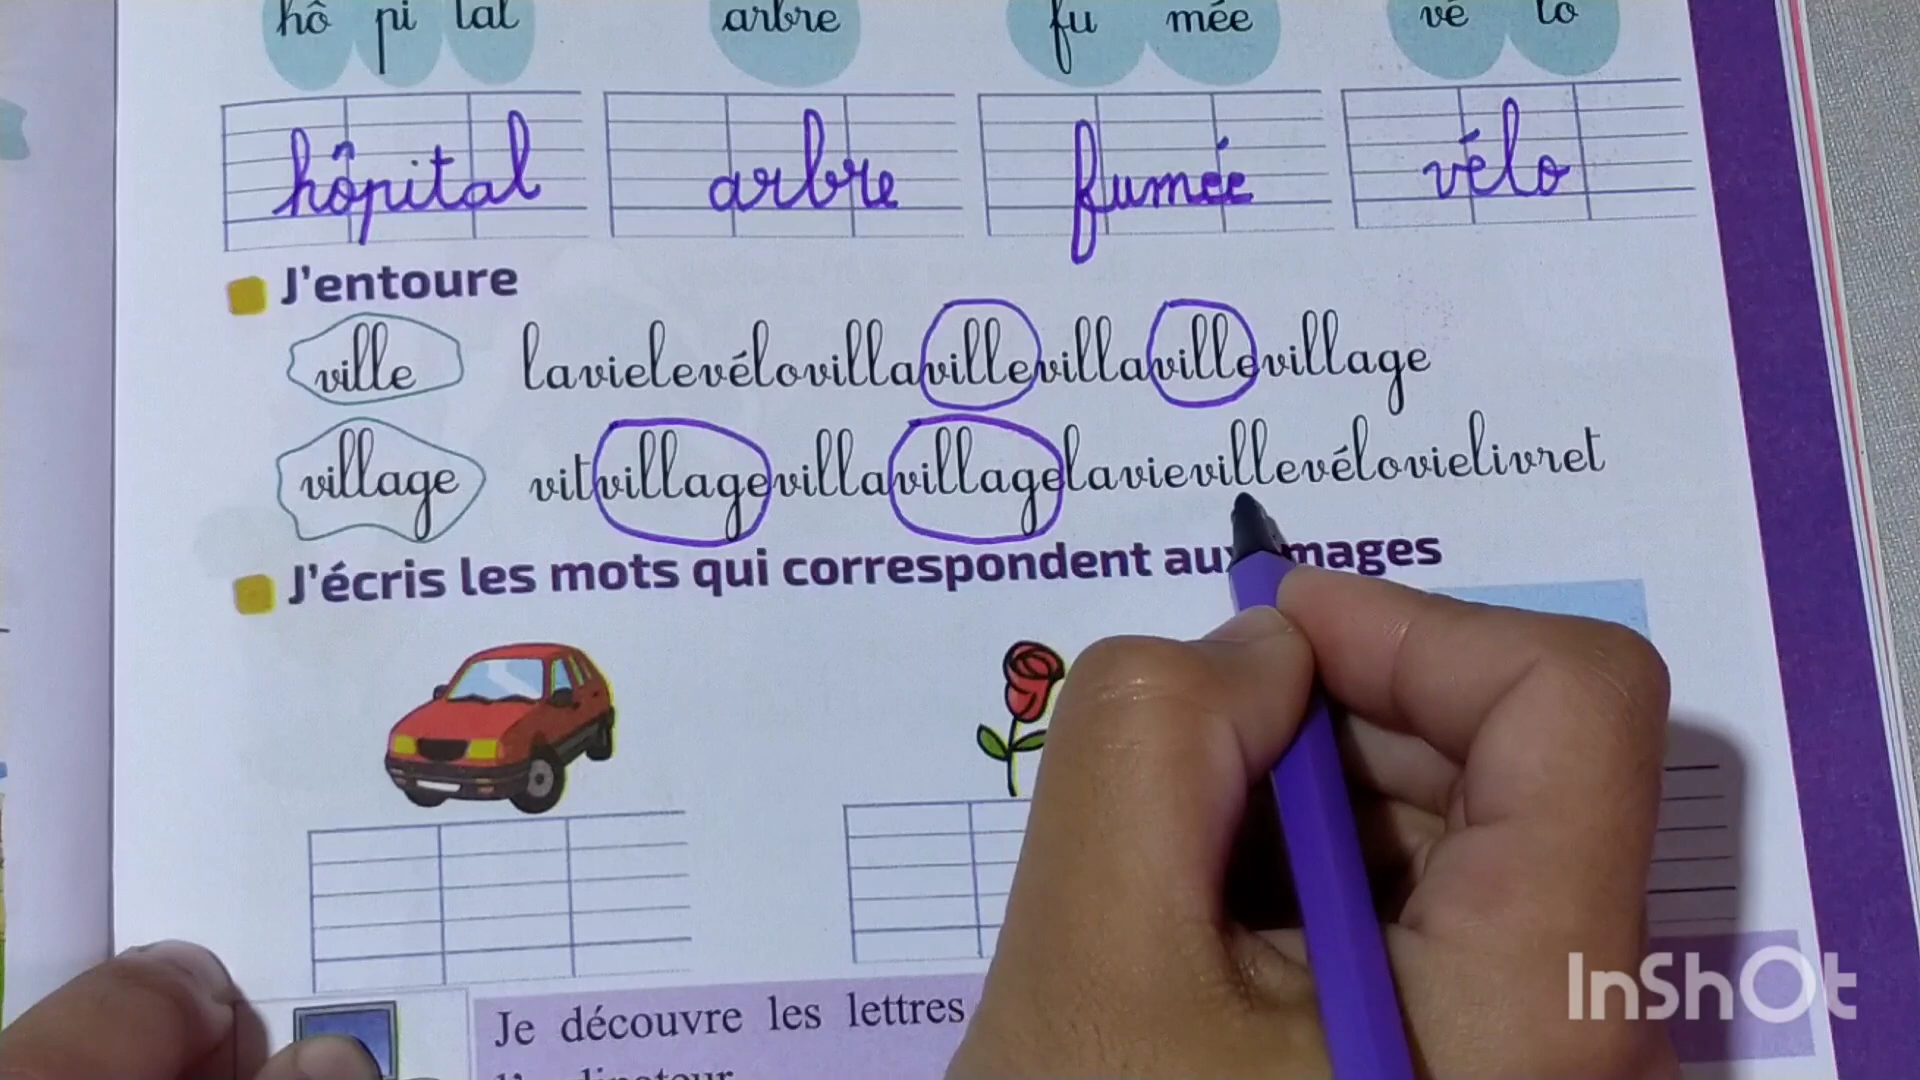 hô pi tal arbre fu mée vé lo
hôpital arbre fumée vélo
J'entoure
ville lavielevélovillavillevillavillevillage
village vitvillagevillavillagelavievillevélovielivret
J'écris les mots qui correspondent aux images
Je découvre les lettres
InShOt